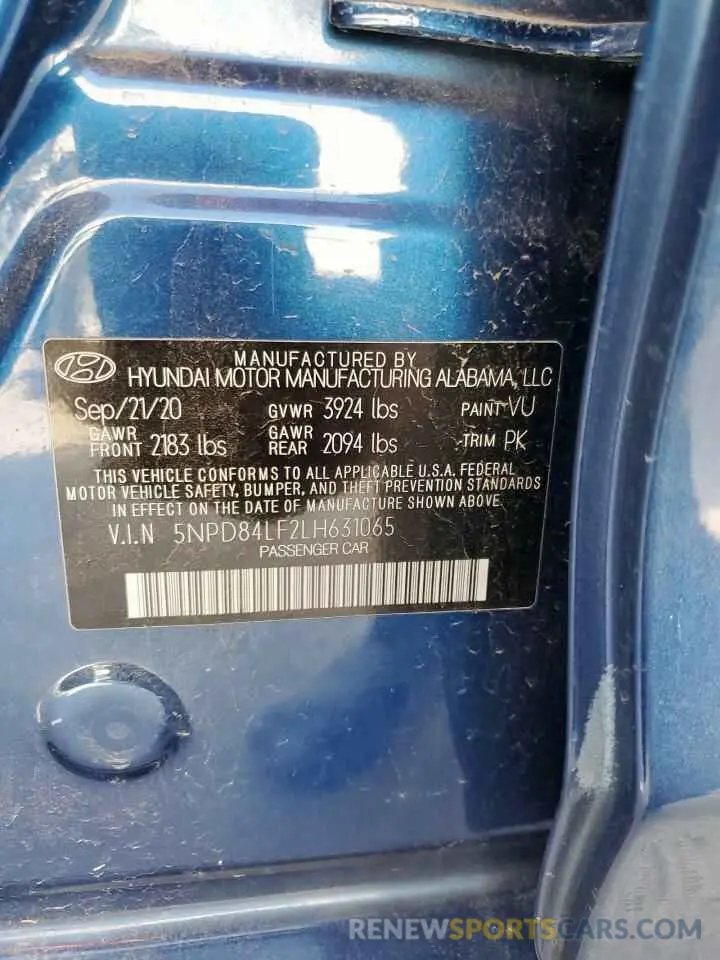 MANUFACTURED BY
HYUNDAI MOTOR MANUFACTURING ALABAMA, LLC
Sep/21/20 GVWR 3924 lbs PAINT VU
GAWR FRONT 2183 lbs GAWR REAR 2094 lbs TRIM PK
THIS VEHICLE CONFORMS TO ALL APPLICABLE U.S.A. FEDERAL
MOTOR VEHICLE SAFETY, BUMPER, AND THEFT PREVENTION STANDARDS
IN EFFECT ON THE DATE OF MANUFACTURE SHOWN ABOVE.
V.I.N 5NPD84LF2LH631065
PASSENGER CAR
RENEWSPORTSCARS.COM